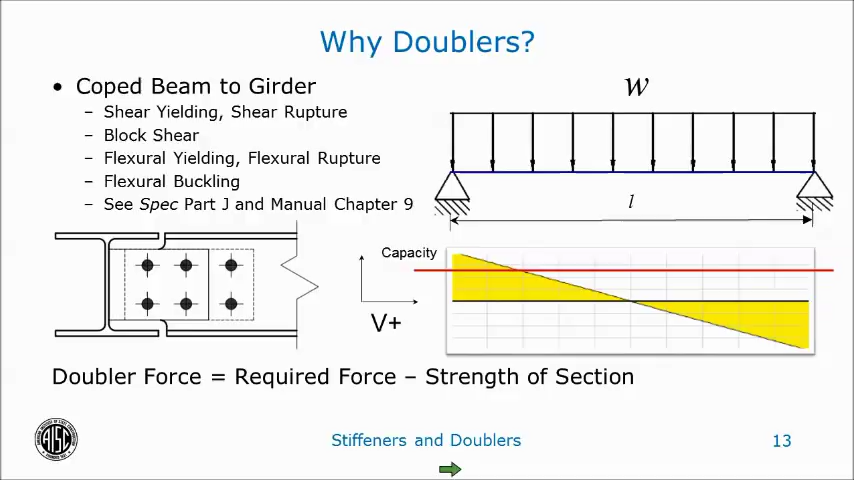 Why Doublers?
• Coped Beam to Girder
– Shear Yielding, Shear Rupture
– Block Shear
– Flexural Yielding, Flexural Rupture
– Flexural Buckling
– See Spec Part J and Manual Chapter 9
w
l
Capacity
V+
Doubler Force = Required Force – Strength of Section
AISC
Stiffeners and Doublers
13